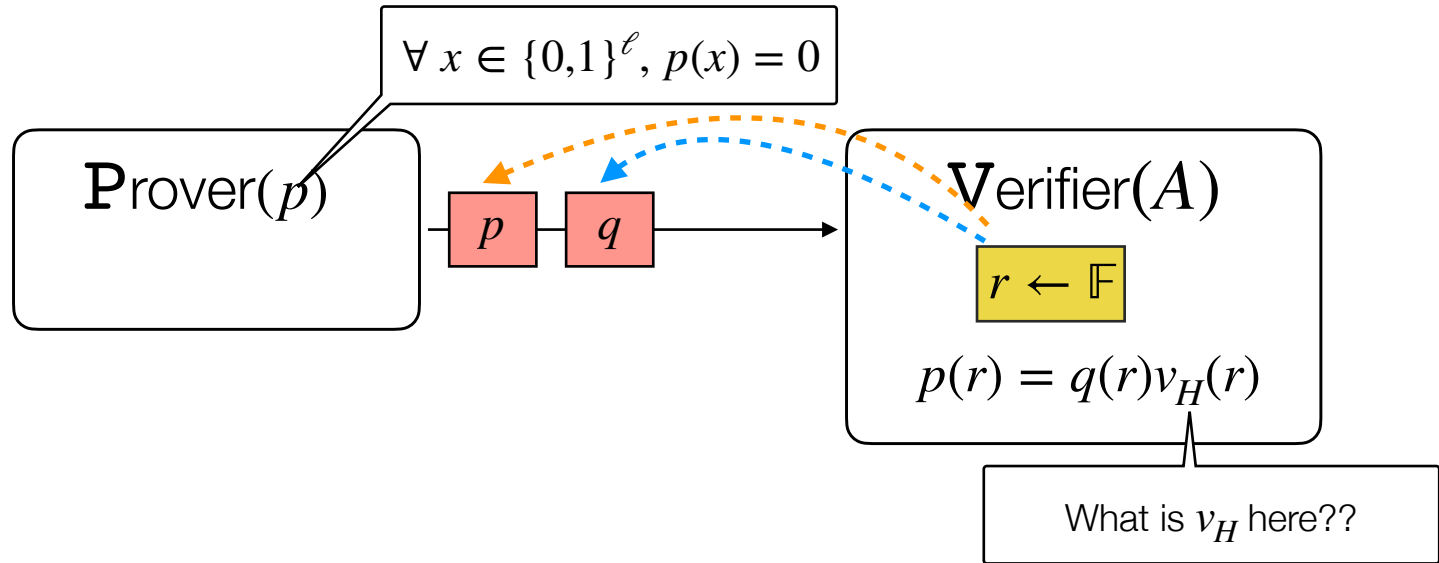 ∀ x ∈ {0,1}^ℓ, p(x) = 0
Prover(p)
p
q
Verifier(A)
r ← 𝔽
p(r) = q(r)v_H(r)
What is v_H here??